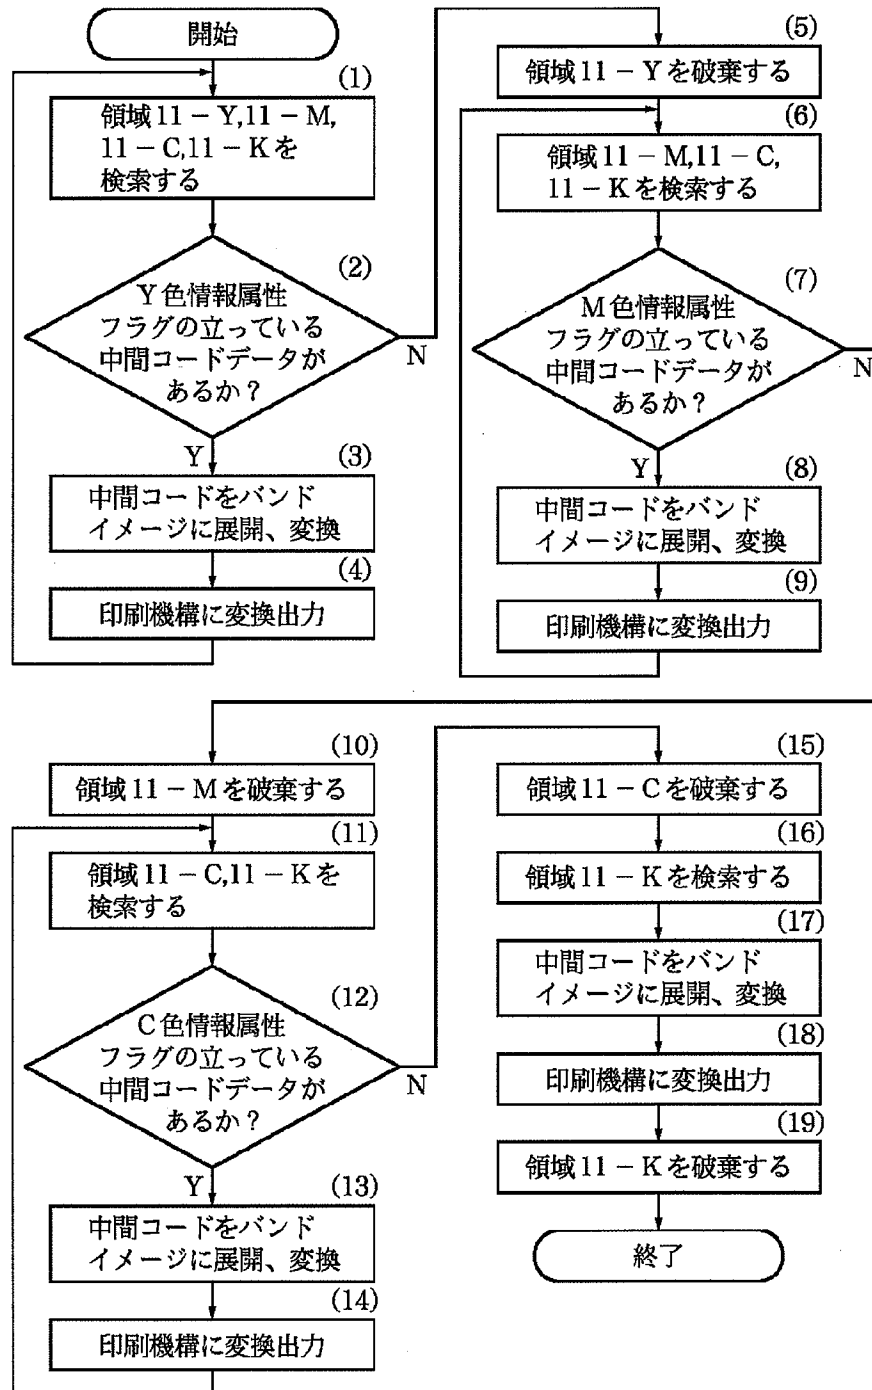 開始
(1)
領域11−Y,11−M,
11−C,11−Kを
検索する
(2)
Y色情報属性
フラグの立っている
中間コードデータが
あるか？
N
Y
(3)
中間コードをバンド
イメージに展開、変換
(4)
印刷機構に変換出力
(5)
領域11−Yを破棄する
(6)
領域11−M,11−C,
11−Kを検索する
(7)
M色情報属性
フラグの立っている
中間コードデータが
あるか？
N
Y
(8)
中間コードをバンド
イメージに展開、変換
(9)
印刷機構に変換出力
(10)
領域11−Mを破棄する
(11)
領域11−C,11−Kを
検索する
(12)
C色情報属性
フラグの立っている
中間コードデータが
あるか？
N
Y
(13)
中間コードをバンド
イメージに展開、変換
(14)
印刷機構に変換出力
(15)
領域11−Cを破棄する
(16)
領域11−Kを検索する
(17)
中間コードをバンド
イメージに展開、変換
(18)
印刷機構に変換出力
(19)
領域11−Kを破棄する
終了